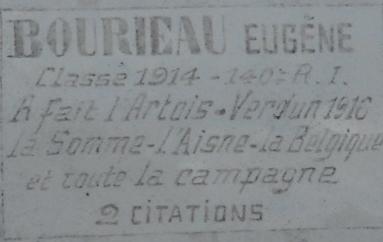 BOURIEAU EUGÈNE
Classe 1914 - 140e R.I.
A fait l'Artois - Verdun 1916
la Somme - l'Aisne - la Belgique
et toute la campagne
2 CITATIONS